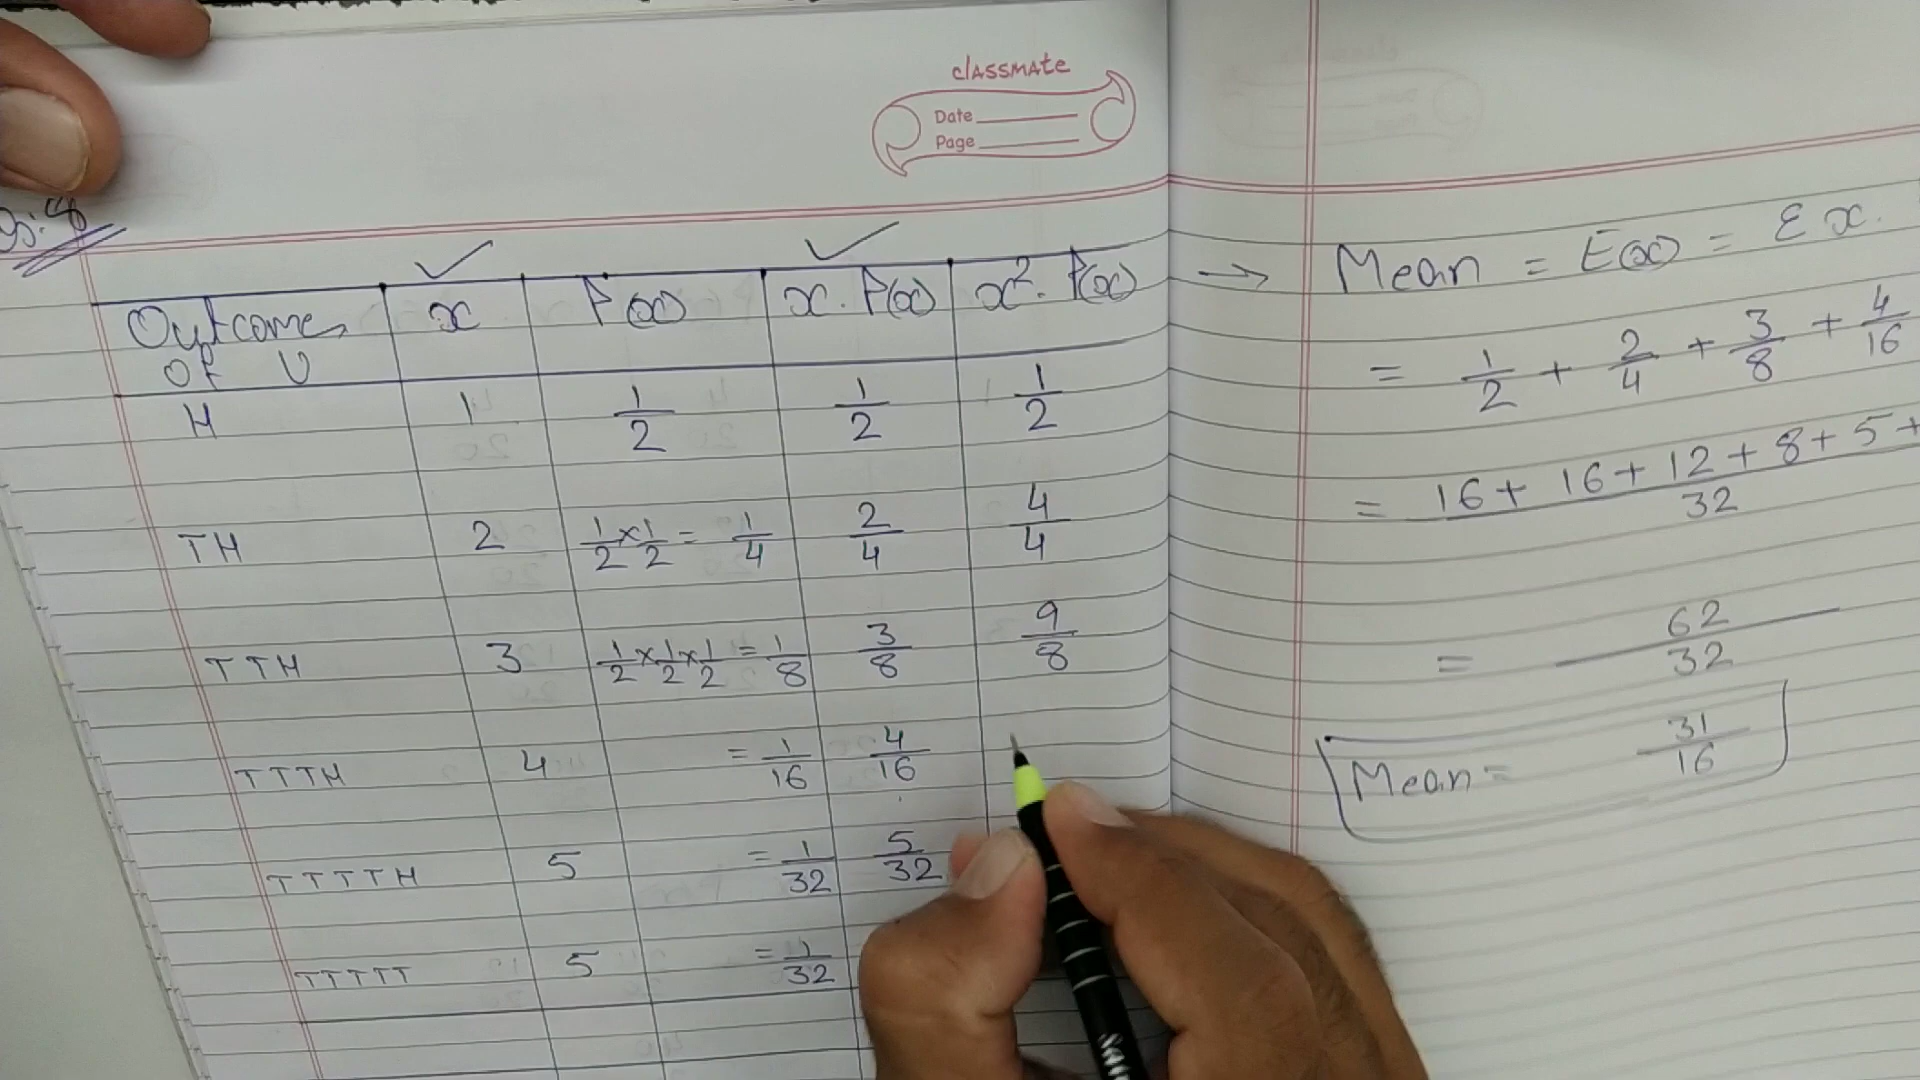 classmate
Date
Page
Outcomes of U | x | P(x) | x . P(x) | x². P(x)
H | 1 | 1/2 | 1/2 | 1/2
TH | 2 | 1/2 × 1/2 = 1/4 | 2/4 | 4/4
TTH | 3 | 1/2 × 1/2 × 1/2 = 1/8 | 3/8 | 9/8
TTTH | 4 | = 1/16 | 4/16
TTTTH | 5 | = 1/32 | 5/32
TTTTT | 5 | = 1/32
→ Mean = E(x) = Σ x.
= 1/2 + 2/4 + 3/8 + 4/16
= 16 + 16 + 12 + 8 + 5 + / 32
= 62/32
Mean = 31/16